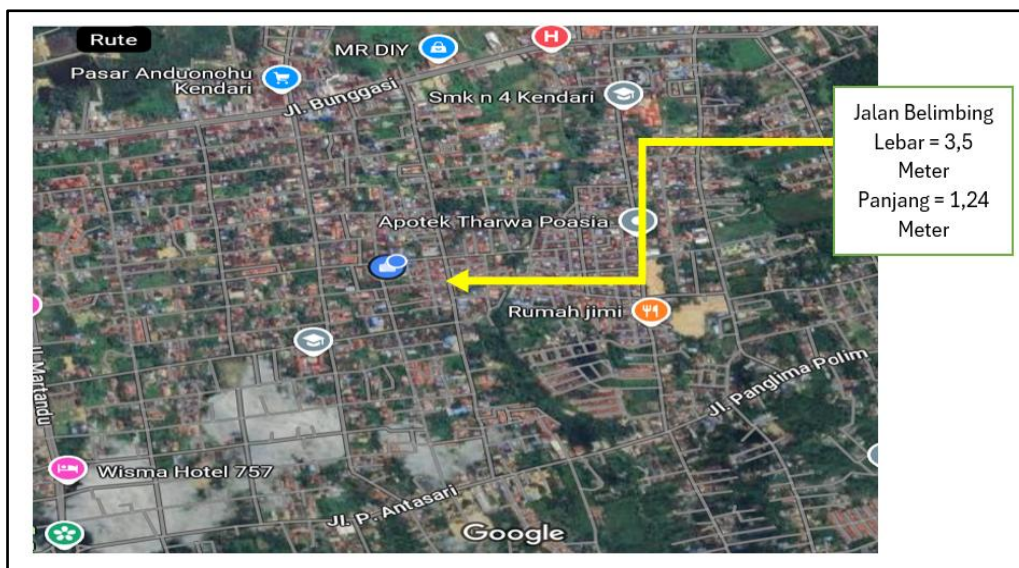 Rute
MR DIY
H
Pasar Anduonohu
Kendari
Jl. Bunggasi
Smk n 4 Kendari
Jalan Belimbing
Lebar = 3,5
Meter
Panjang = 1,24
Meter
Apotek Tharwa Poasia
Rumah jimi
Jl. Martandu
Jl. Panglima Polim
Wisma Hotel 757
Jl. P. Antasari
Google